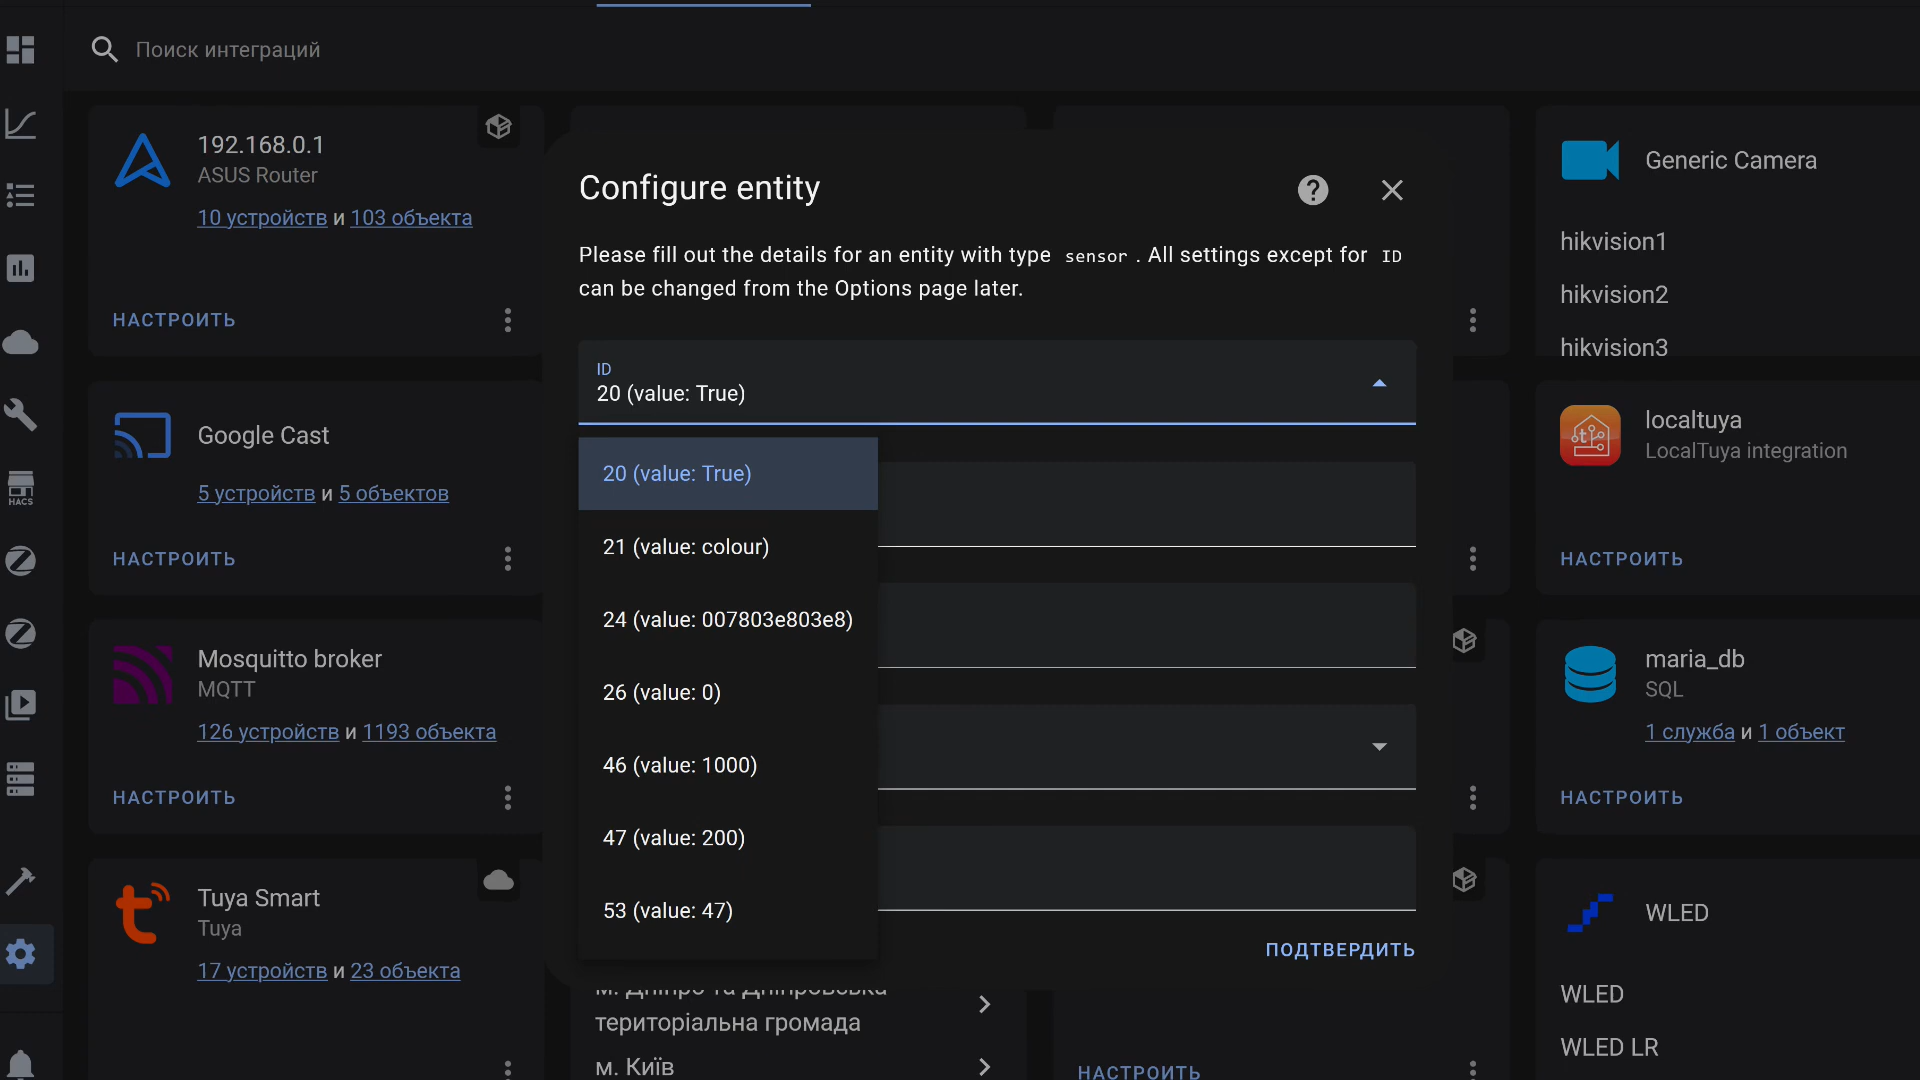 Поиск интеграций
192.168.0.1
ASUS Router
10 устройств и 103 объекта
НАСТРОИТЬ
Google Cast
5 устройств и 5 объектов
НАСТРОИТЬ
HACS
Mosquitto broker
MQTT
126 устройств и 1193 объекта
НАСТРОИТЬ
Tuya Smart
Tuya
17 устройств и 23 объекта
Configure entity
Please fill out the details for an entity with type sensor . All settings except for ID
can be changed from the Options page later.
ID
20 (value: True)
20 (value: True)
21 (value: colour)
24 (value: 007803e803e8)
26 (value: 0)
46 (value: 1000)
47 (value: 200)
53 (value: 47)
ПОДТВЕРДИТЬ
м. Дніпро та Дніпровська
територіальна громада
м. Київ
НАСТРОИТЬ
Generic Camera
hikvision1
hikvision2
hikvision3
localtuya
LocalTuya integration
НАСТРОИТЬ
maria_db
SQL
1 служба и 1 объект
НАСТРОИТЬ
WLED
WLED
WLED LR